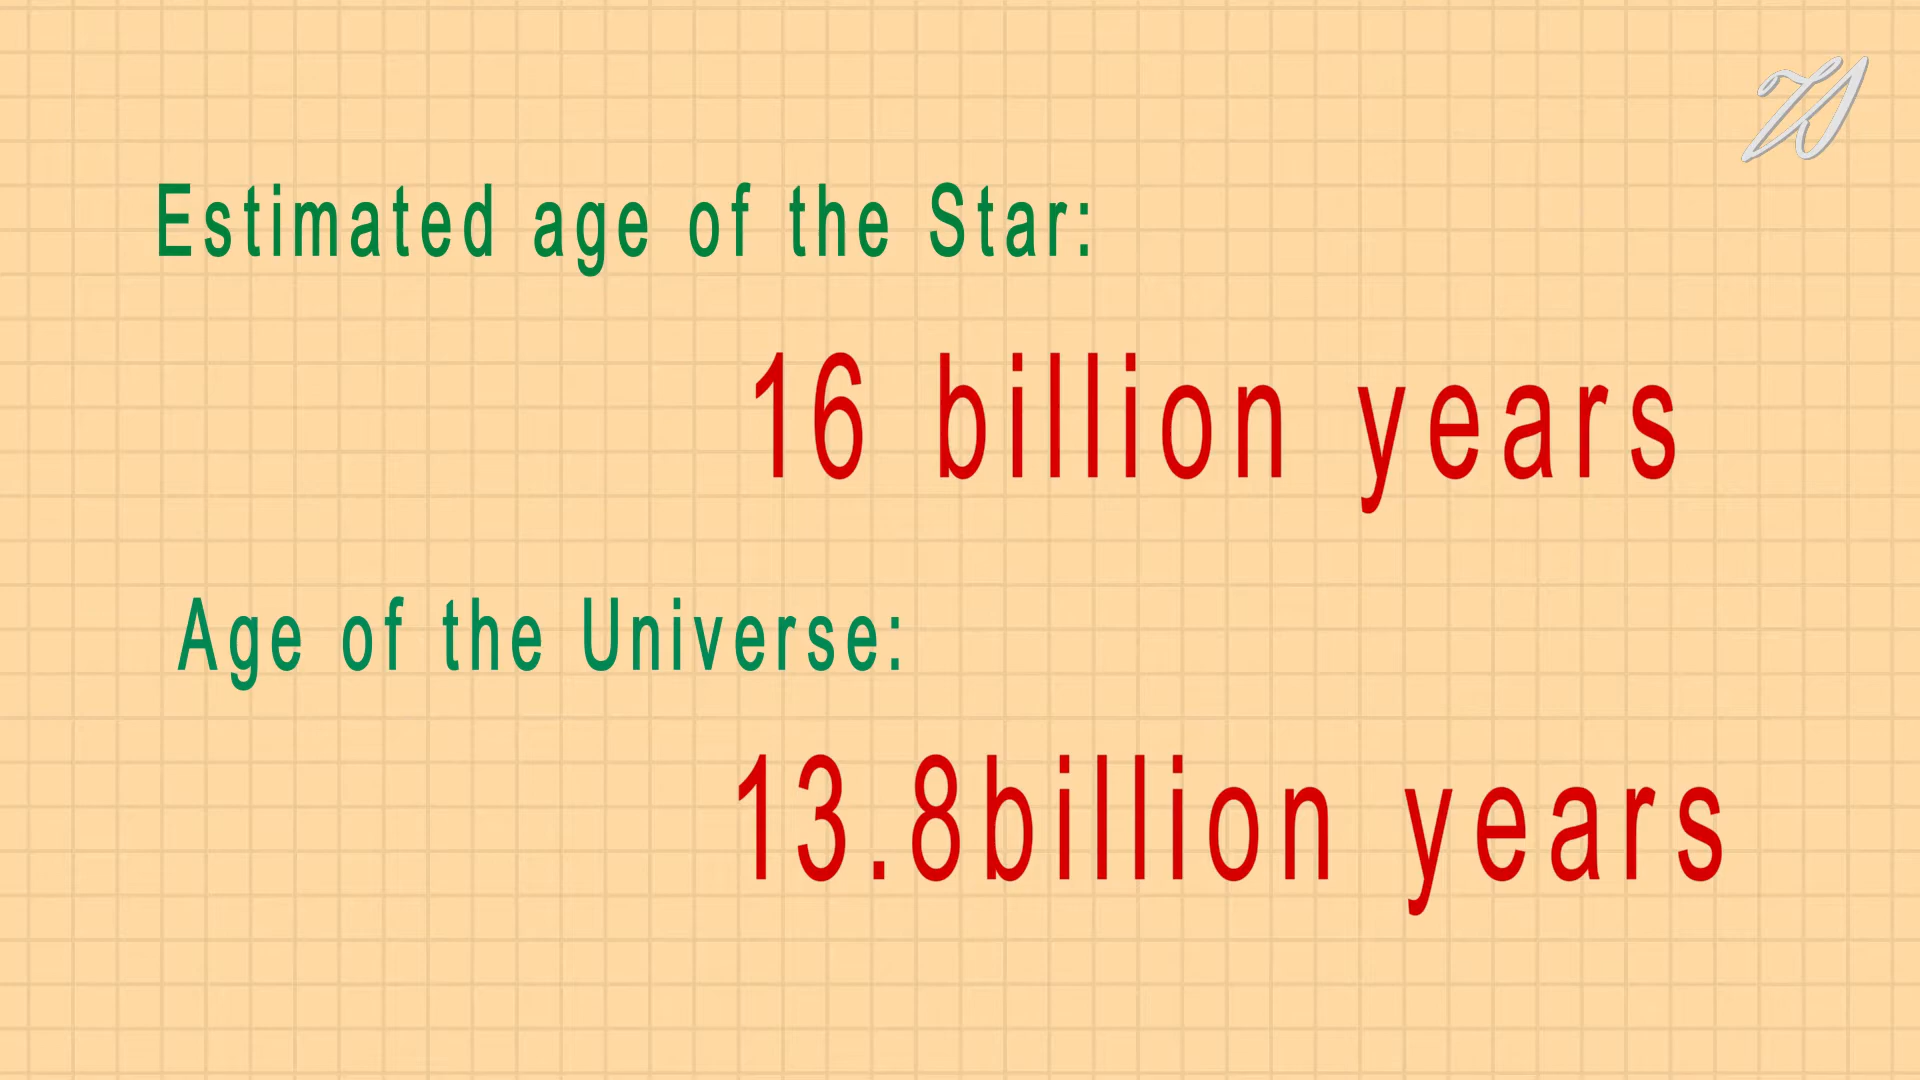 Estimated age of the Star:
16 billion years
Age of the Universe:
13.8billion years